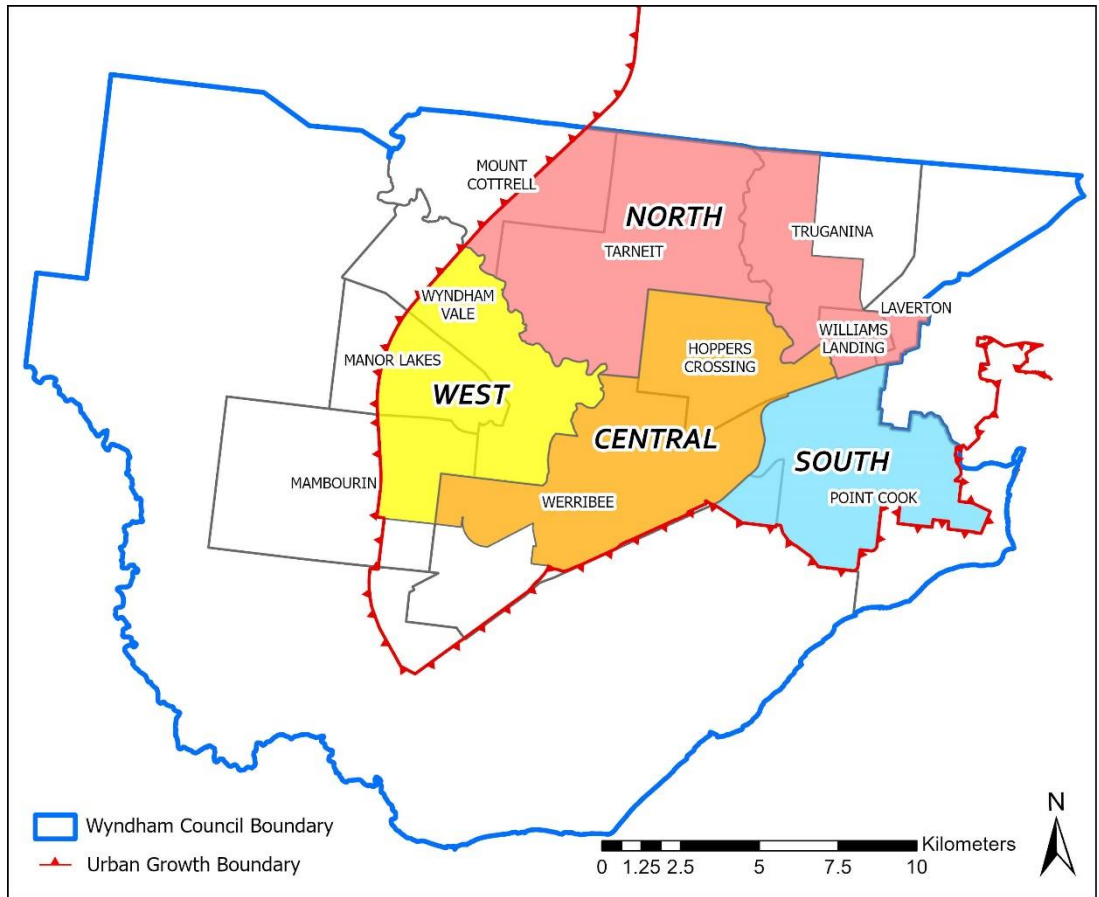 MOUNT
COTTRELL
NORTH
TARNEIT
TRUGANINA
WYNDHAM
VALE
LAVERTON
WILLIAMS
LANDING
HOPPERS
CROSSING
MANOR LAKES
WEST
CENTRAL
SOUTH
MAMBOURIN
WERRIBEE
POINT COOK
Wyndham Council Boundary
Urban Growth Boundary
N
Kilometers
0 1.25 2.5 5 7.5 10